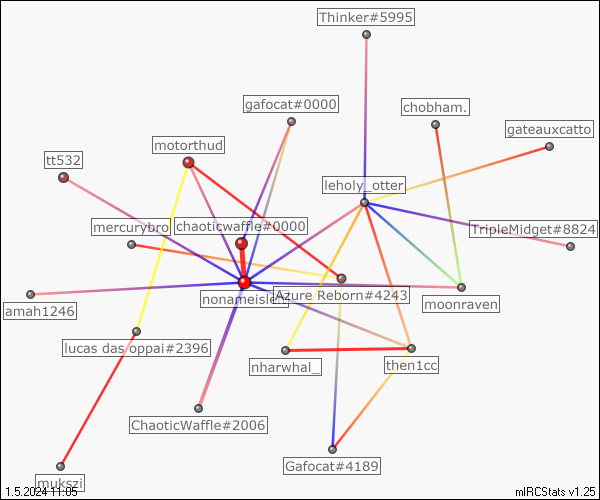 Thinker#5995
gafocat#0000
chobham.
gateauxcatto
motorthud
tt532
leholy_otter
mercurybro
chaoticwaffle#0000
TripleMidget#8824
Azure Reborn#4243
moonraven
amah1246
lucas das oppai#2396
nharwhal_
then1cc
ChaoticWaffle#2006
Gafocat#4189
mukszi
1.5.2024 11:05
mIRCStats v1.25